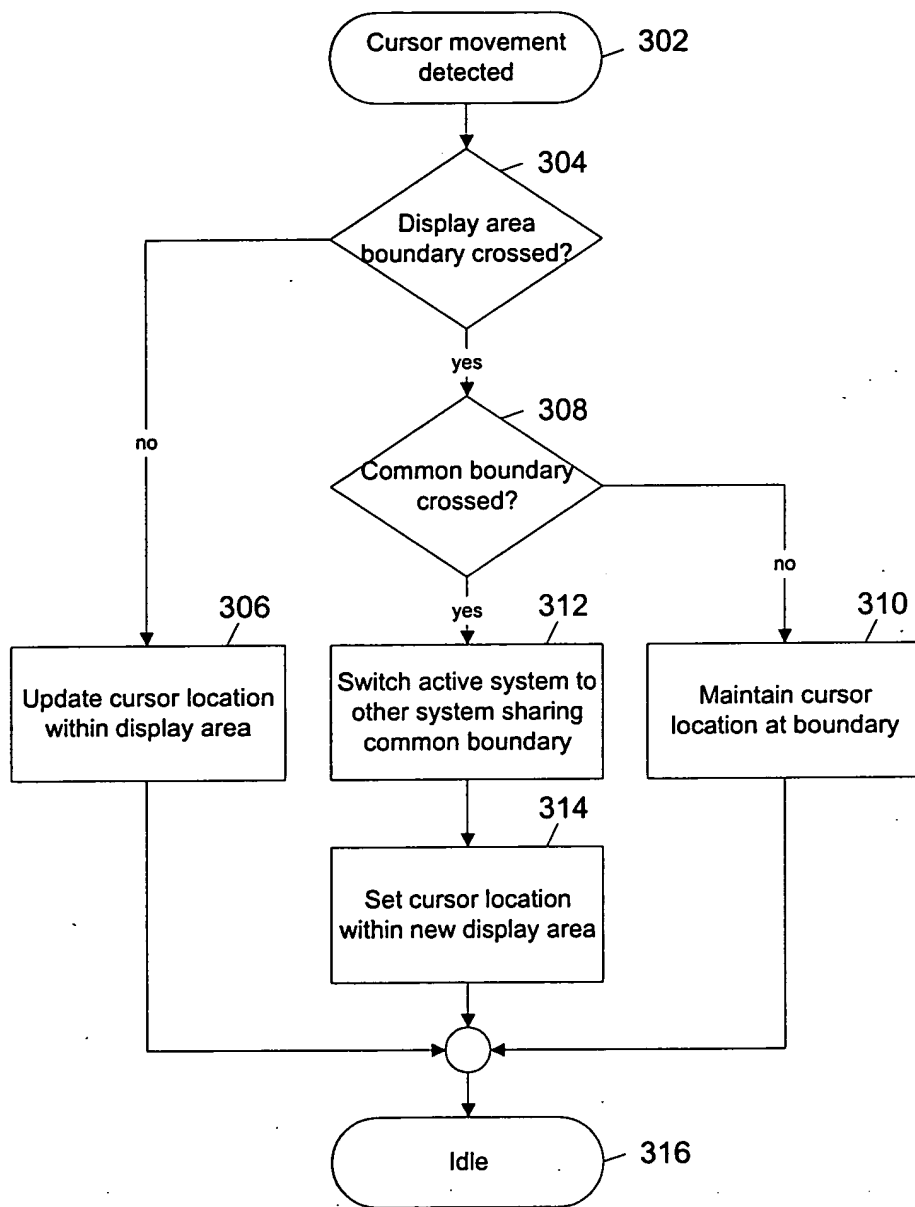 Cursor movement
detected
302
304
Display area
boundary crossed?
yes
308
no
Common boundary
crossed?
no
yes
306
312
310
Update cursor location
within display area
Switch active system to
other system sharing
common boundary
Maintain cursor
location at boundary
314
Set cursor location
within new display area
Idle
316